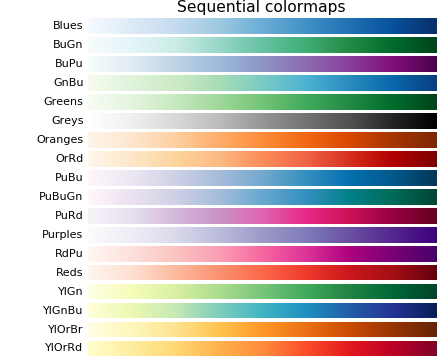 Sequential colormaps
Blues
BuGn
BuPu
GnBu
Greens
Greys
Oranges
OrRd
PuBu
PuBuGn
PuRd
Purples
RdPu
Reds
YlGn
YlGnBu
YlOrBr
YlOrRd